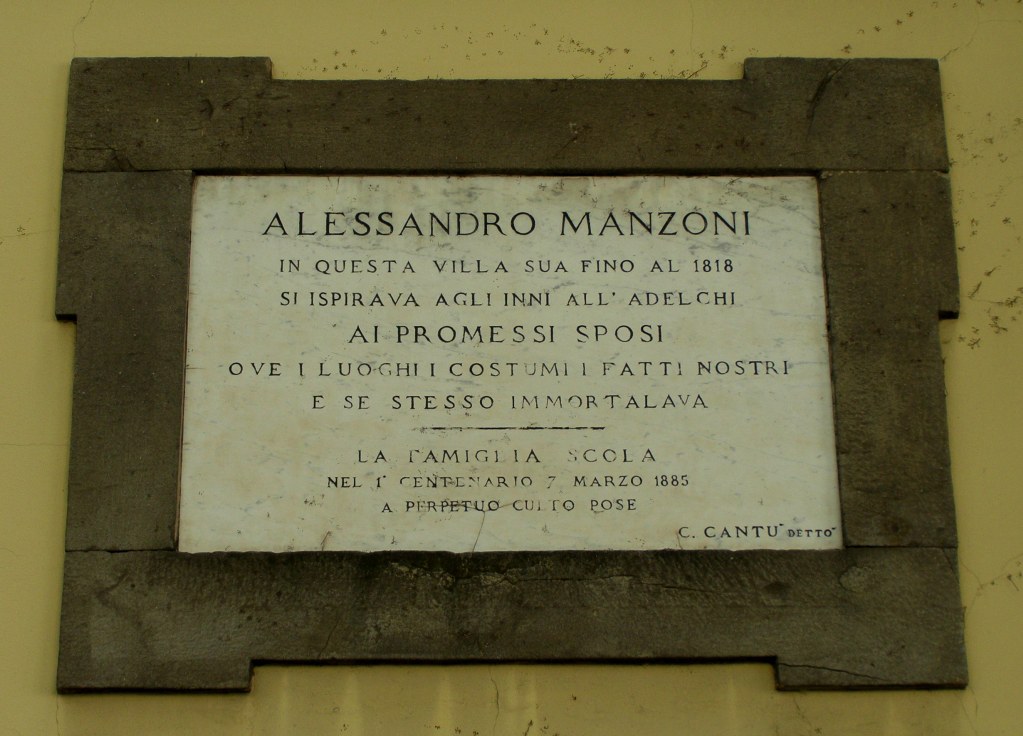 ALESSANDRO MANZONI
IN QUESTA VILLA SUA FINO AL 1818
SI ISPIRAVA AGLI INNI ALL' ADELCHI
AI PROMESSI SPOSI
OVE I LUOGHI I COSTUMI I FATTI NOSTRI
E SE STESSO IMMORTALAVA
LA FAMIGLIA SCOLA
NEL 1° CENTENARIO 7 MARZO 1885
A PERPETUO CULTO POSE
C. CANTU` DETTO`